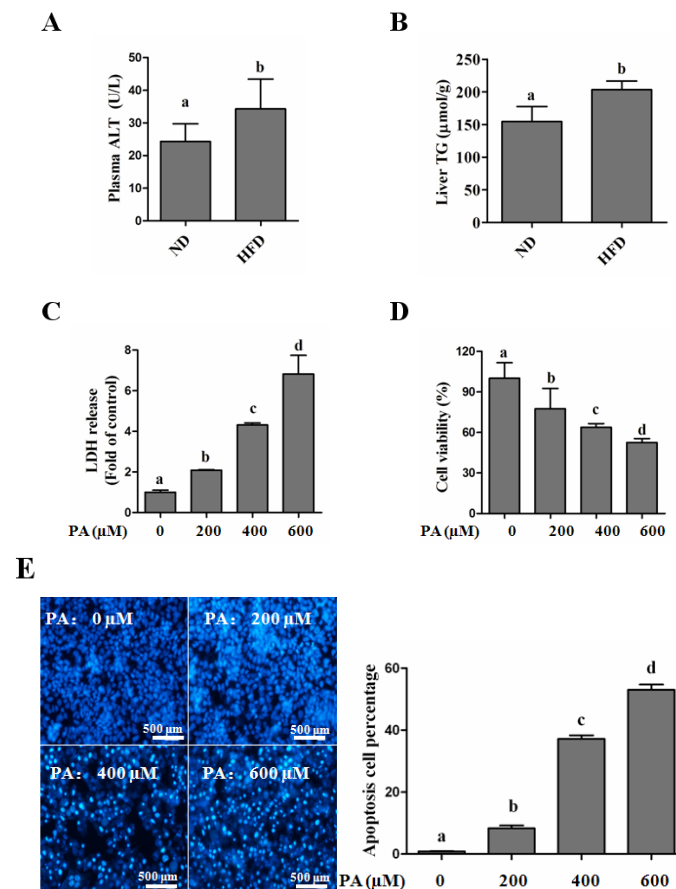 A
Plasma ALT (U/L)
50
40
30
20
10
0
a
b
ND
HFD
B
Liver TG (µmol/g)
250
200
150
100
50
0
a
b
ND
HFD
C
LDH release
(Fold of control)
8
6
4
2
0
a
b
c
d
PA (µM) 0 200 400 600
D
Cell viability (%)
120
90
60
30
0
a
b
c
d
PA (µM) 0 200 400 600
E
PA： 0 µM
500 µm
PA： 200 µM
500 µm
PA： 400 µM
500 µm
PA： 600 µM
500 µm
Apoptosis cell percentage
60
40
20
0
a
b
c
d
PA (µM) 0 200 400 600